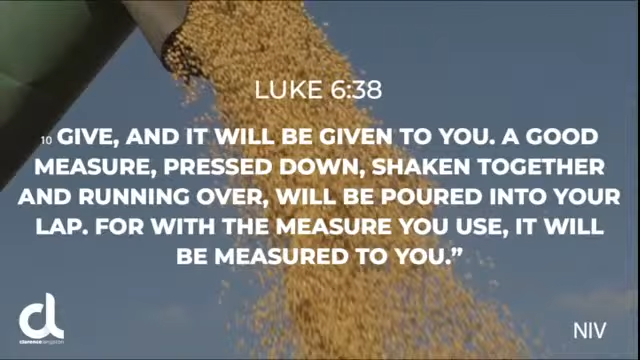 LUKE 6:38
10 GIVE, AND IT WILL BE GIVEN TO YOU. A GOOD
MEASURE, PRESSED DOWN, SHAKEN TOGETHER
AND RUNNING OVER, WILL BE POURED INTO YOUR
LAP. FOR WITH THE MEASURE YOU USE, IT WILL
BE MEASURED TO YOU.”
NIV